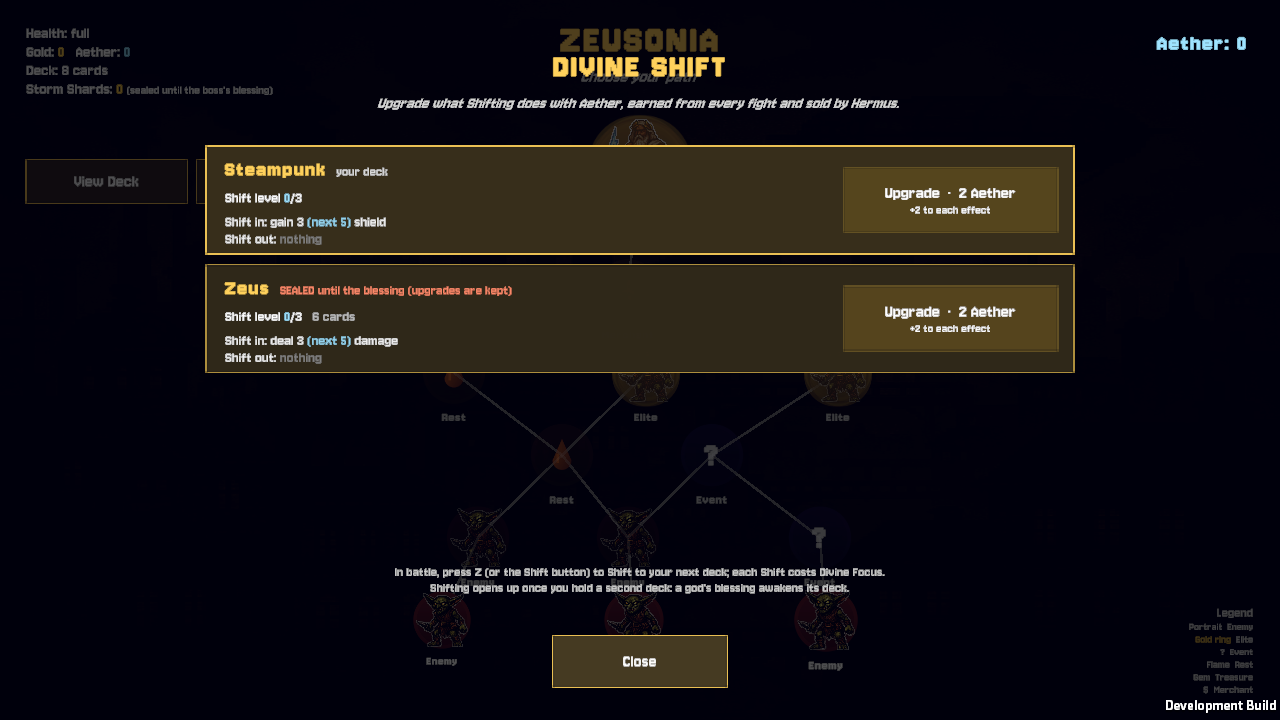 Health: full
Gold: 0 Aether: 0
Deck: 6 cards
Storm Shards: 0 (sealed until the boss's blessing)
ZEUSONIA
DIVINE SHIFT
Choose your path
Aether: 0
Upgrade what Shifting does with Aether, earned from every fight and sold by Hermus.
View Deck
Steampunk your deck
Shift level 0/3
Shift in: gain 3 (next 5) shield
Shift out: nothing
Upgrade · 2 Aether
+2 to each effect
Zeus SEALED until the blessing (upgrades are kept)
Shift level 0/3 6 cards
Shift in: deal 3 (next 5) damage
Shift out: nothing
Upgrade · 2 Aether
+2 to each effect
Rest
Elite
Elite
?
Rest
Event
?
In battle, press Z (or the Shift button) to Shift to your next deck; each Shift costs Divine Focus.
Enemy
Enemy
Event
Shifting opens up once you hold a second deck: a god's blessing awakens its deck.
Enemy
Enemy
Close
Legend
Portrait Enemy
Gold ring Elite
? Event
Flame Rest
Gem Treasure
$ Merchant
Development Build